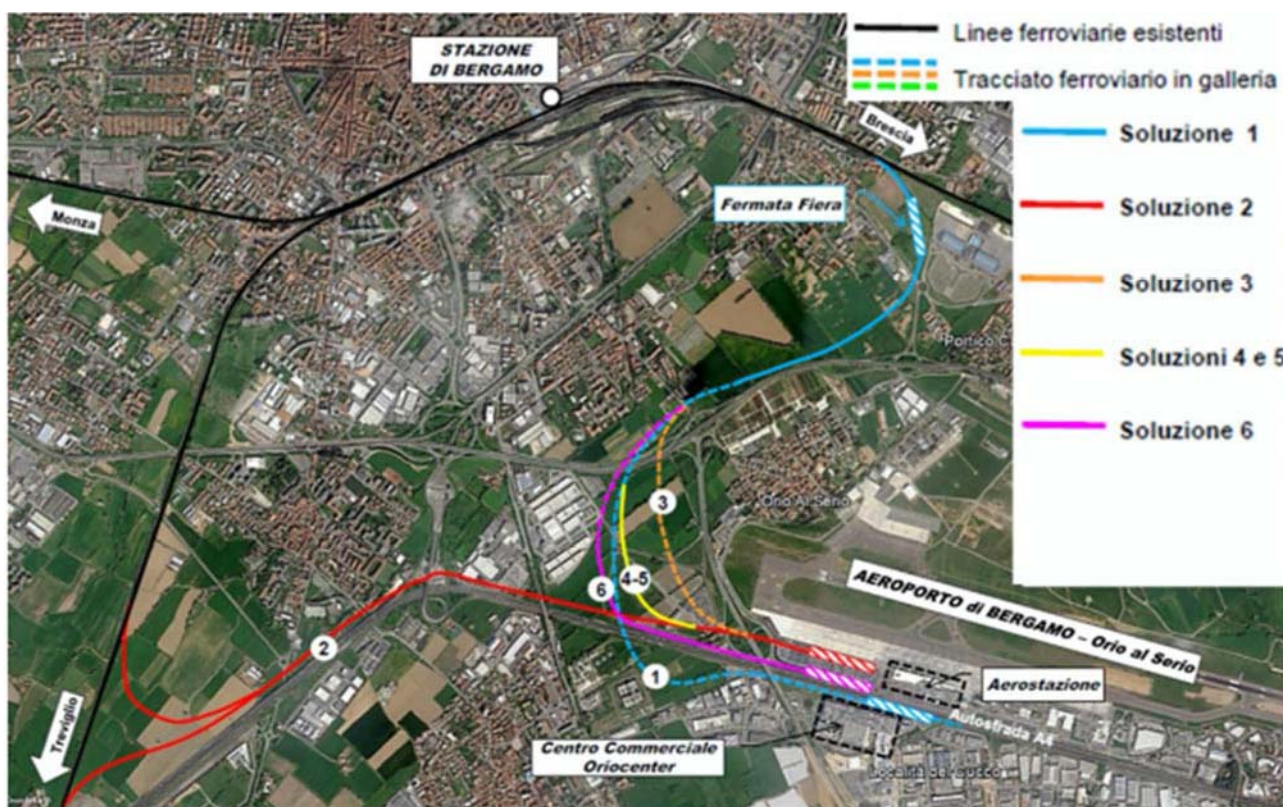 Linee ferroviarie esistenti
Tracciato ferroviario in galleria
Soluzione 1
Soluzione 2
Soluzione 3
Soluzioni 4 e 5
Soluzione 6
STAZIONE
DI BERGAMO
Brescia
Monza
Fermata Fiera
Portico C
Orio Al Serio
3
4-5
6
2
1
AEROPORTO di BERGAMO – Orio al Serio
Aerostazione
Autostrada A4
Treviglio
Centro Commerciale
Oriocenter